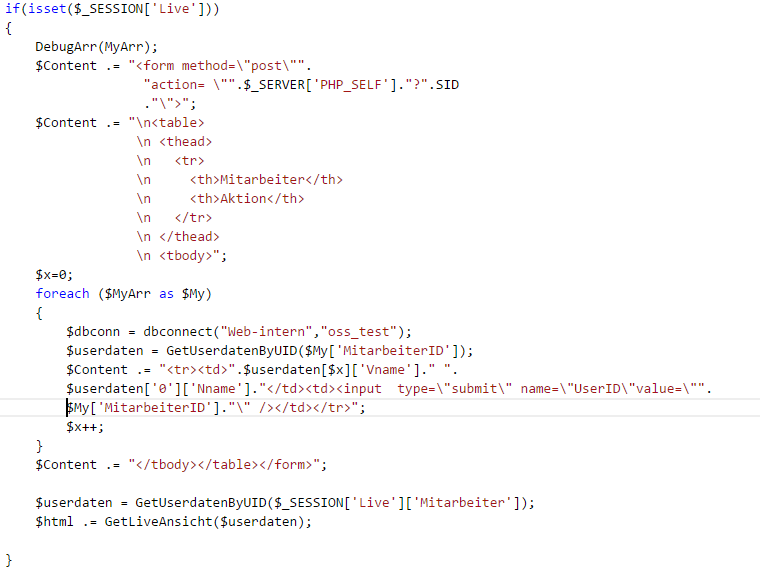 if(isset($_SESSION['Live']))
{
    DebugArr(MyArr);
    $Content .= "<form method=\"post\"".
                  "action= \"".$_SERVER['PHP_SELF']."?".SID
                  ."\">";
    $Content .= "\n<table>
                 \n <thead>
                 \n   <tr>
                 \n     <th>Mitarbeiter</th>
                 \n     <th>Aktion</th>
                 \n   </tr>
                 \n </thead>
                 \n <tbody>";
    $x=0;
    foreach ($MyArr as $My)
    {
        $dbconn = dbconnect("Web-intern","oss_test");
        $userdaten = GetUserdatenByUID($My['MitarbeiterID']);
        $Content .= "<tr><td>".$userdaten[$x]['Vname']." ".
        $userdaten['0']['Nname']."</td><td><input  type=\"submit\" name=\"UserID\"value=\"".
        $My['MitarbeiterID']."\" /></td></tr>";
        $x++;
    }
    $Content .= "</tbody></table></form>";

    $userdaten = GetUserdatenByUID($_SESSION['Live']['Mitarbeiter']);
    $html .= GetLiveAnsicht($userdaten);

}